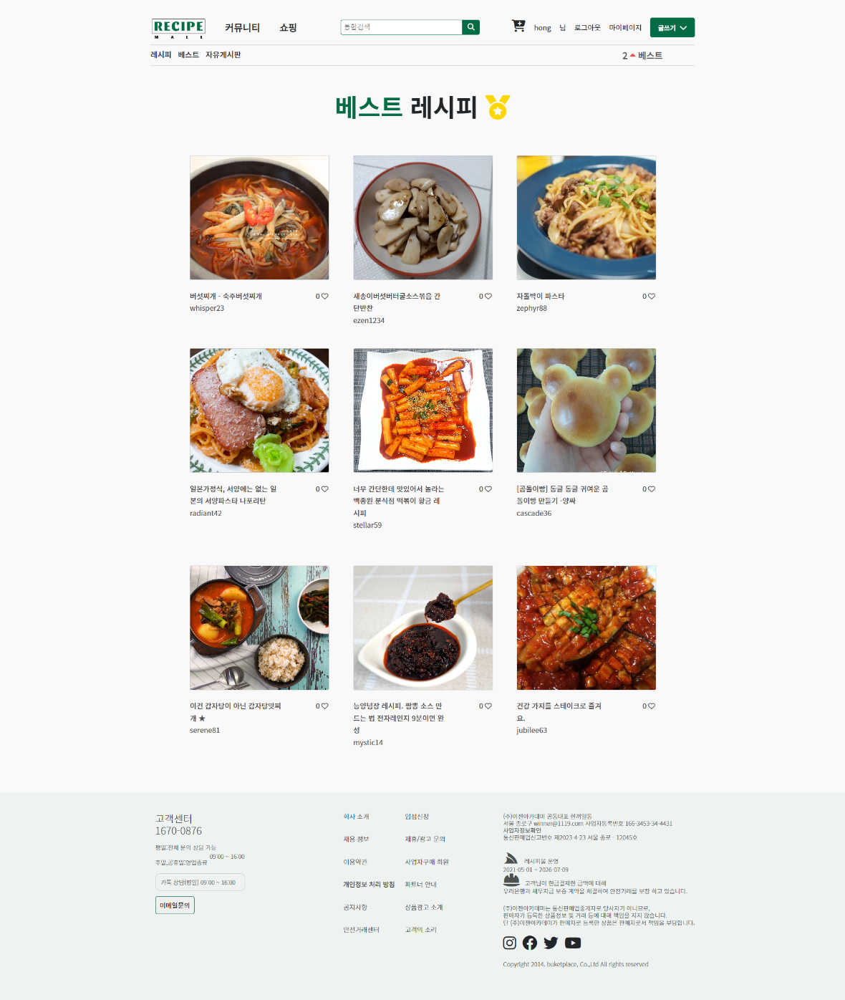 RECIPE
MALL
커뮤니티
쇼핑
통합검색
hong 님 로그아웃 마이페이지
글쓰기
레시피 베스트 자유게시판
2 베스트
베스트 레시피
버섯찌개 - 숙주버섯찌개
0
whisper23
새송이버섯버터굴소스볶음 간
단반찬
0
ezen1234
차돌박이 파스타
0
zephyr88
일본가정식, 서양에는 없는 일
본의 서양파스타 나포리탄
0
radiant42
너무 간단한데 맛있어서 놀라는
백종원 분식점 떡볶이 황금 레
시피
0
stellar59
[곰돌이빵] 동글 동글 귀여운 곰
돌이빵 만들기 -양싸
0
cascade36
이건 감자탕이 아닌 감자탕맛찌
개 ★
0
serene81
능양념장 레시피. 짬뽕 소스 만
드는 법 전자레인지 9분이면 완
성
0
mystic14
건강 가지를 스테이크로 즐겨
요.
0
jubilee63
고객센터
1670-0876
평일:전체 문의 상담 가능
09:00 ~ 16:00
주말,공휴일:영업종료
카톡 상담(평일) 09:00 ~ 16:00
이메일문의
회사 소개
채용 정보
이용약관
개인정보 처리 방침
공지사항
안전거래센터
입점신청
제휴/광고 문의
사업자구매 회원
파트너 안내
상품광고 소개
고객의 소리
(주)이젠아카데미 공동대표 한끼일동
서울 종로구 winner@1119.com 사업자등록번호 166-3453-34-4431
사업자정보확인
통신판매업신고번호 제2023-4-23 서울 종로 - 12045호
레시피몰 운영
2021-05-01 ~ 2026-07-09
고객님이 현금결재한 금액에 대해
우리은행과 채무지급 보증 계약을 체결하여 안전거래를 보장 하고 있습니다.
(주)이젠아카데미는 통신판매업중개자로 당사자가 아니므로,
판매자가 등록한 상품정보 및 거래 등에 대해 책임을 지지 않습니다.
단 (주)이젠아카데미가 판매자로 등록한 상품은 판매자로서 책임을 부담합니다.
Copyright 2014. buketplace, Co.,Ltd All rights reserved